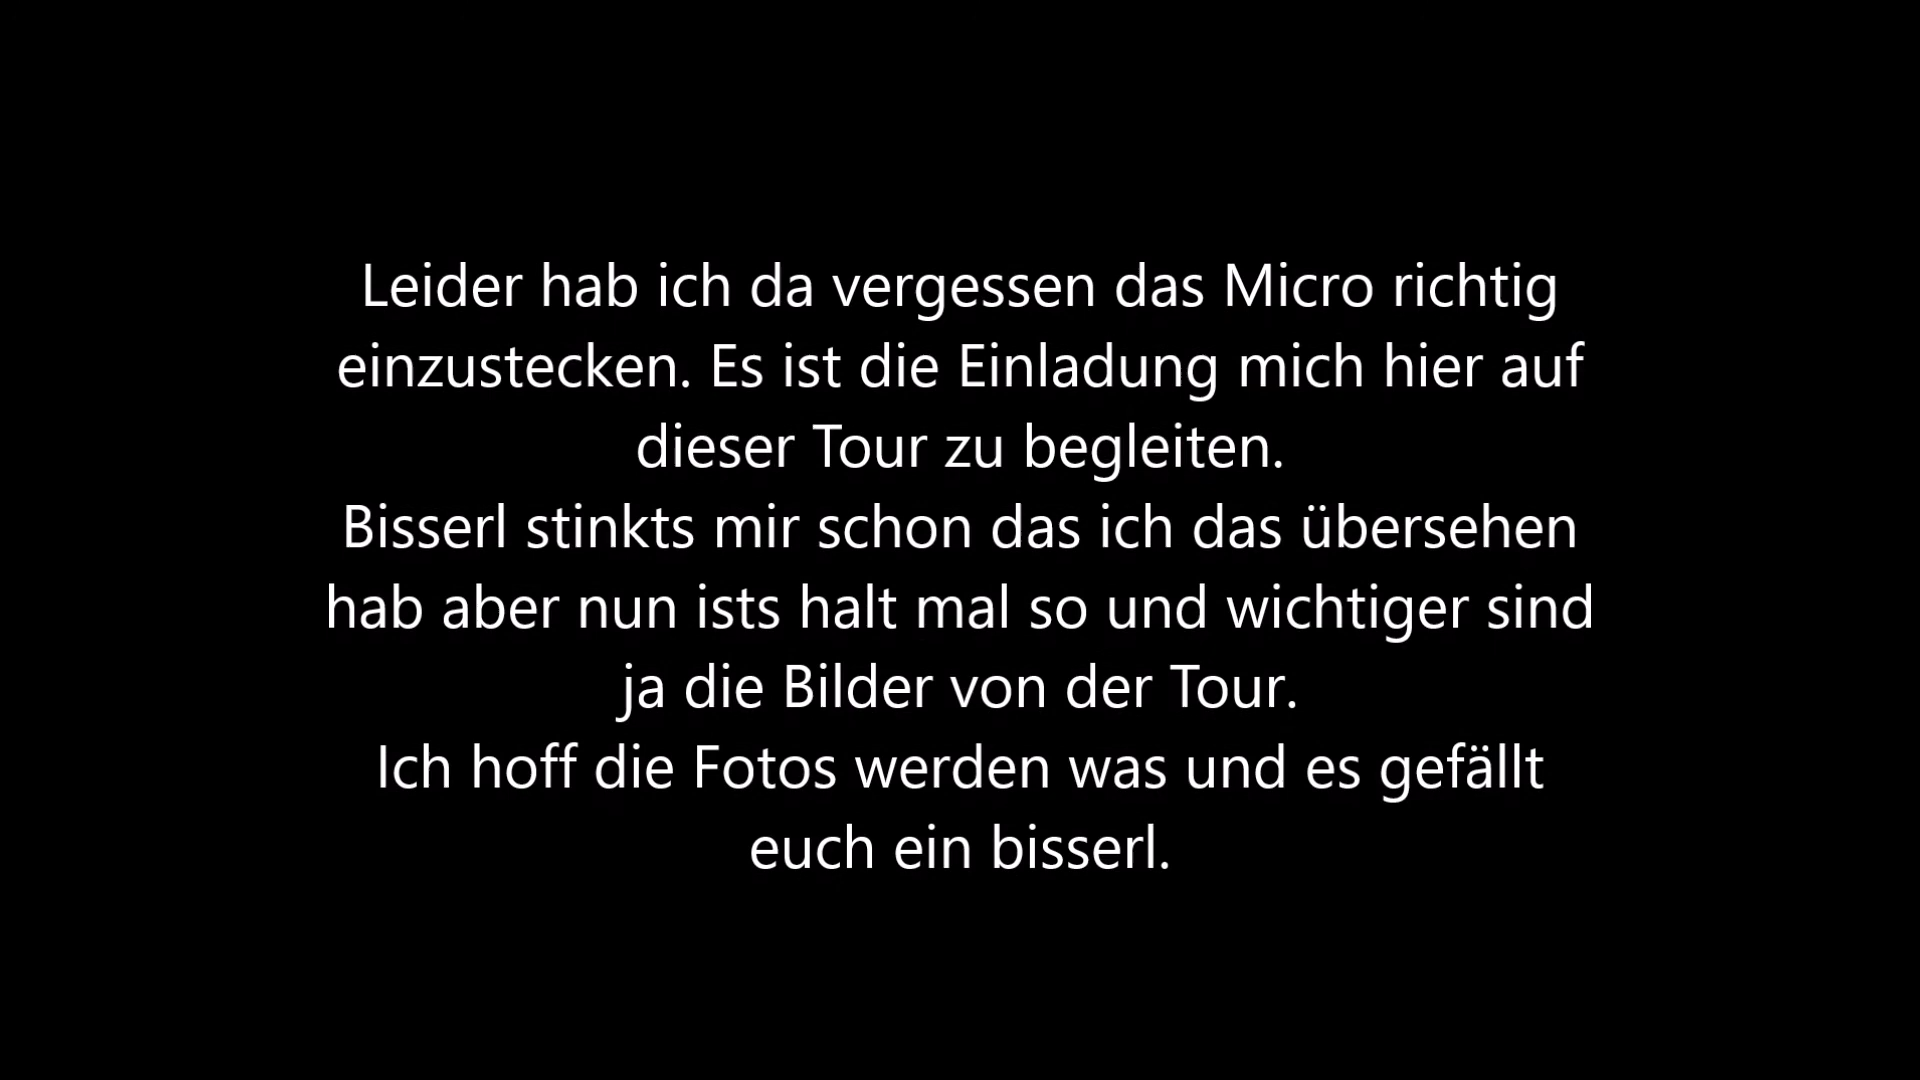 Leider hab ich da vergessen das Micro richtig
einzustecken. Es ist die Einladung mich hier auf
dieser Tour zu begleiten.
Bisserl stinkts mir schon das ich das übersehen
hab aber nun ists halt mal so und wichtiger sind
ja die Bilder von der Tour.
Ich hoff die Fotos werden was und es gefällt
euch ein bisserl.